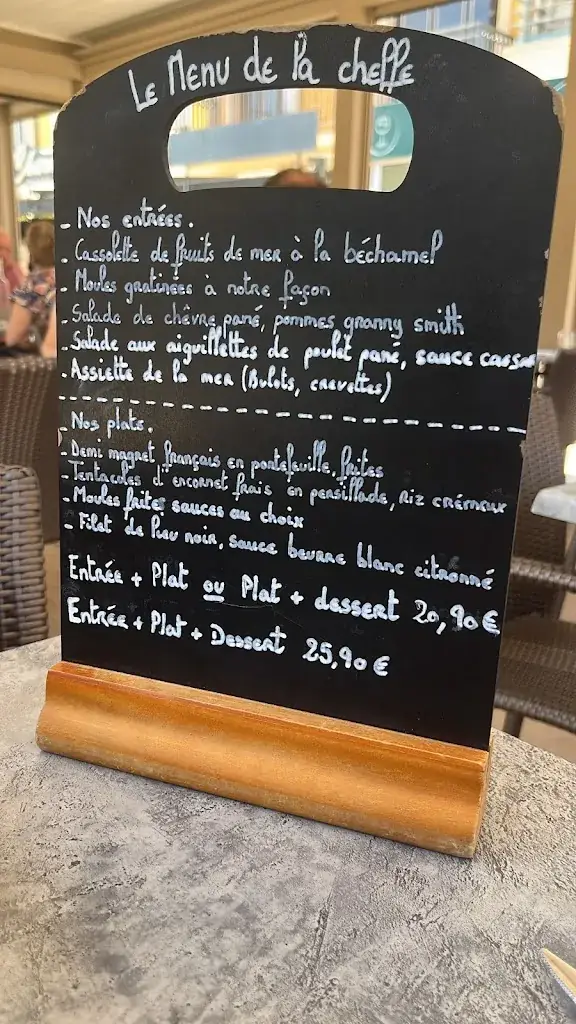 Le Menu de la cheffe
- Nos entrées.
- Cassolette de fruits de mer à la béchamel
- Moules gratinées à notre façon
- Salade de chèvre pané, pommes granny smith
- Salade aux aiguillettes de poulet pané, sauce caesar
- Assiette de la mer (Bulots, crevettes)
- Nos plats.
- Demi magret français en portefeuille, frites
- Tentacules d'encornet frais en persillade, riz crémeux
- Moules frites sauces au choix
- Filet de lieu noir, sauce beurre blanc citronné
Entrée + Plat ou Plat + dessert 20,90 €
Entrée + Plat + Dessert 25,90 €